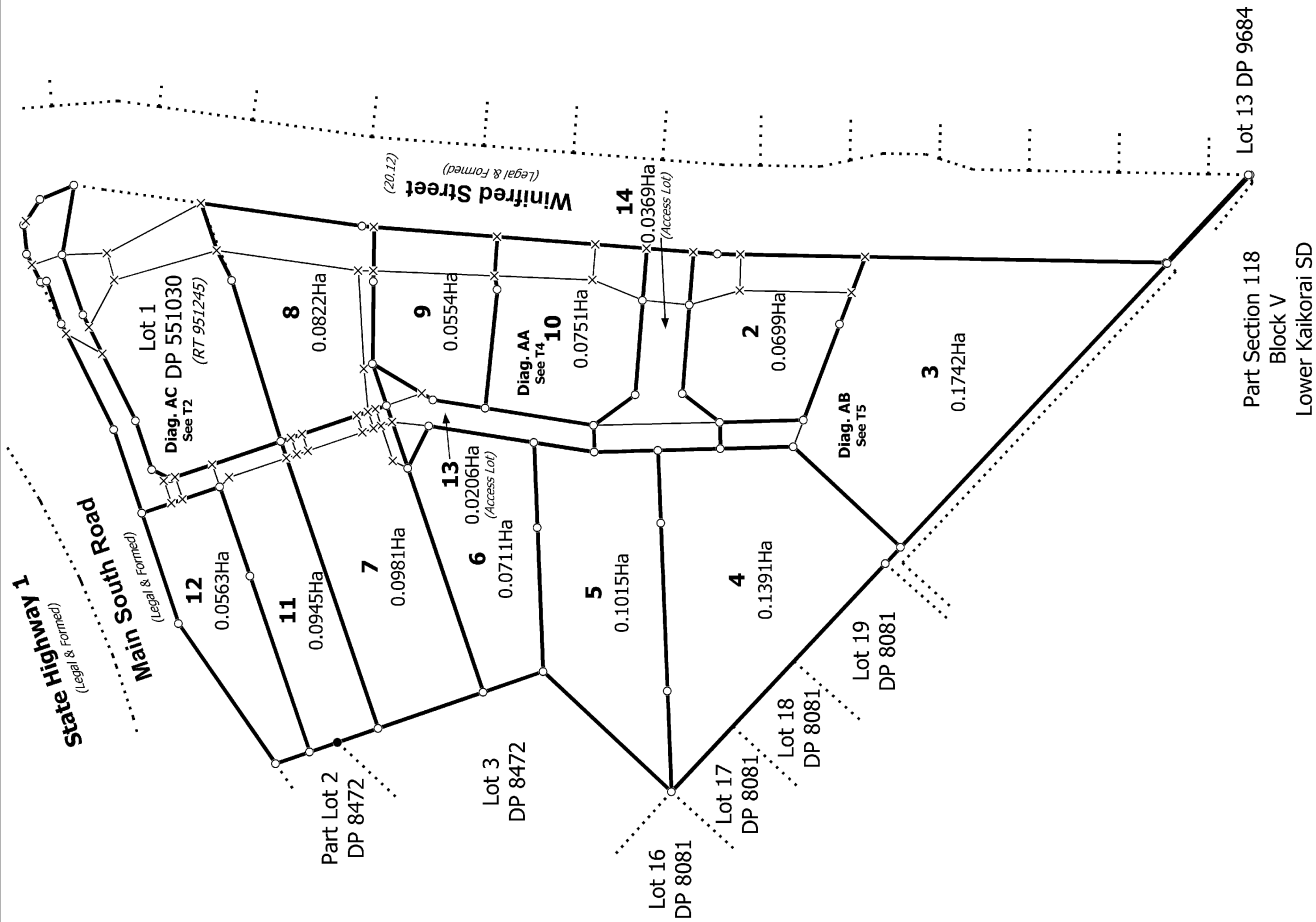 State Highway 1
(Legal & Formed)
Main South Road
(Legal & Formed)
Winifred Street
(Legal & Formed)
(20.12)
Lot 1
DP 551030
(RT 951245)
Diag. AC
See T2
8
0.0822Ha
9
0.0554Ha
Diag. AA
See T4
10
0.0751Ha
14
0.0369Ha
(Access Lot)
2
0.0699Ha
Diag. AB
See T5
3
0.1742Ha
12
0.0563Ha
11
0.0945Ha
7
0.0981Ha
13
0.0206Ha
(Access Lot)
6
0.0711Ha
5
0.1015Ha
4
0.1391Ha
Part Lot 2
DP 8472
Lot 3
DP 8472
Lot 16
DP 8081
Lot 17
DP 8081
Lot 18
DP 8081
Lot 19
DP 8081
Lot 13 DP 9684
Part Section 118
Block V
Lower Kaikorai SD